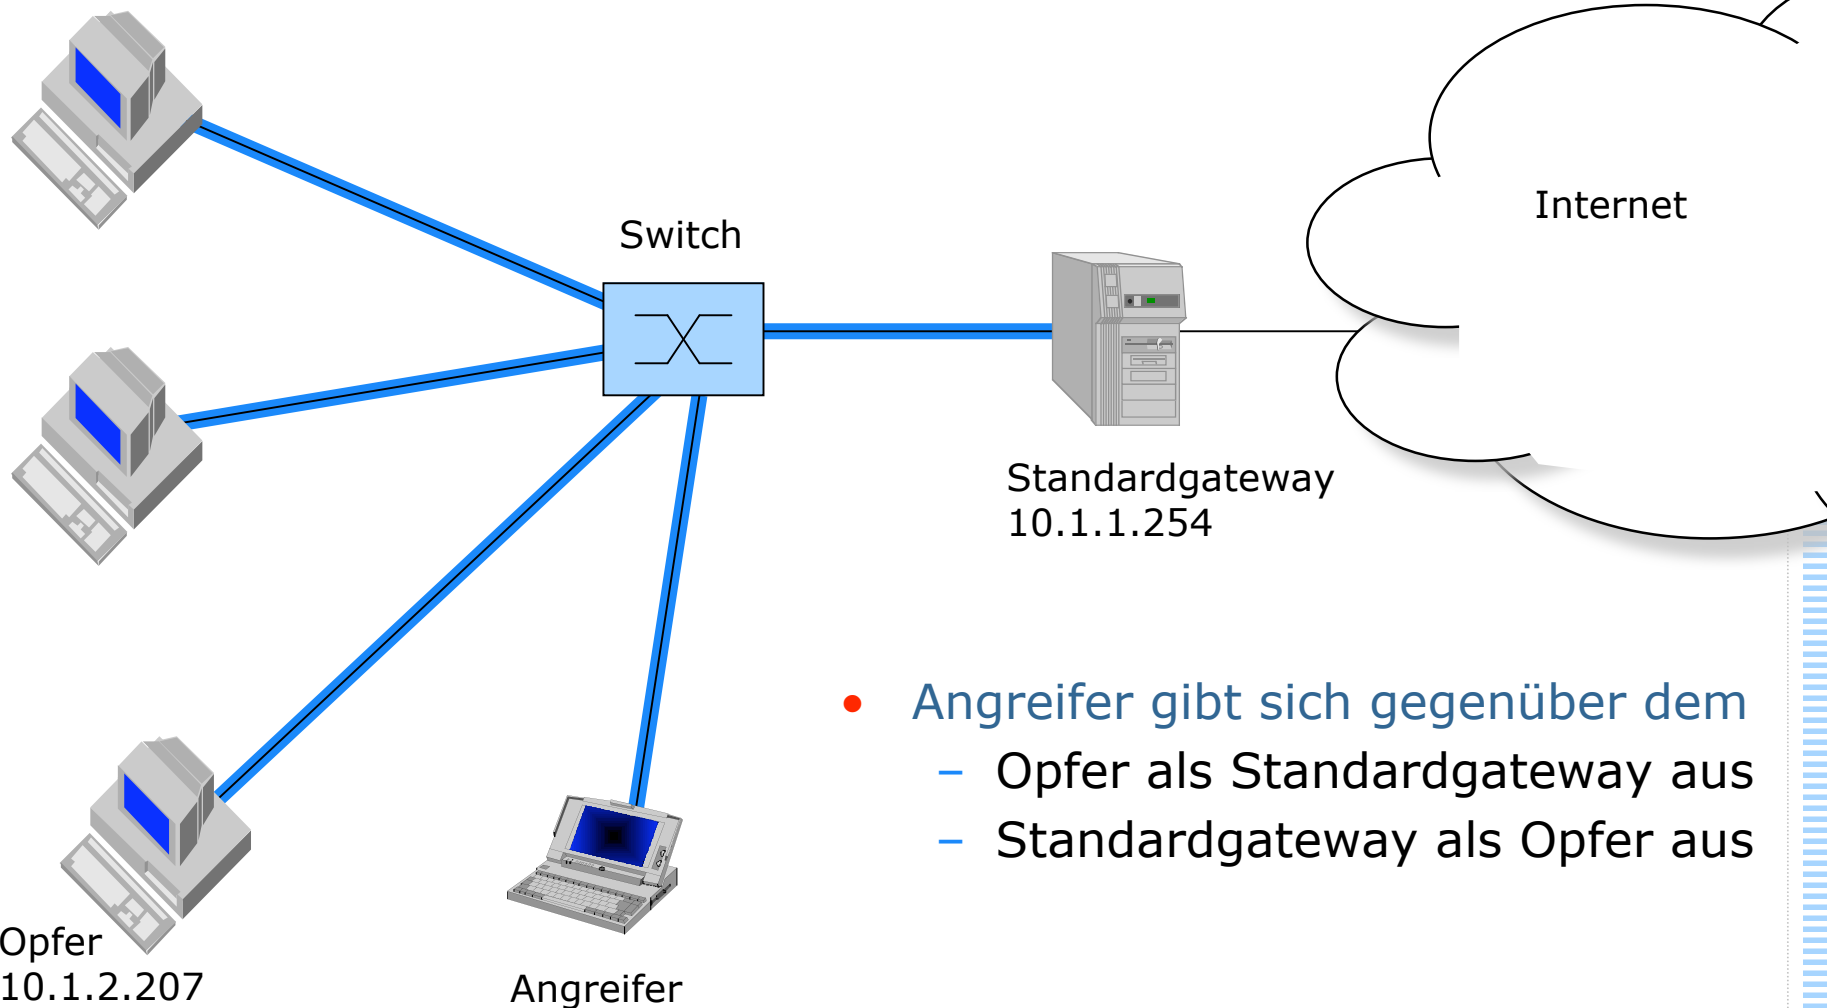 Internet
Switch
Standardgateway
10.1.1.254
• Angreifer gibt sich gegenüber dem
– Opfer als Standardgateway aus
– Standardgateway als Opfer aus
Opfer
10.1.2.207
Angreifer